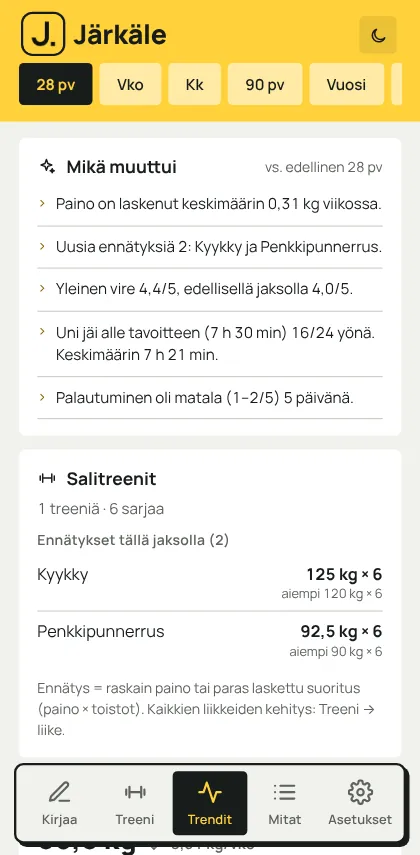 J. Järkäle
28 pv Vko Kk 90 pv Vuosi
Mikä muuttui vs. edellinen 28 pv
Paino on laskenut keskimäärin 0,31 kg viikossa.
Uusia ennätyksiä 2: Kyykky ja Penkkipunnerrus.
Yleinen vire 4,4/5, edellisellä jaksolla 4,0/5.
Uni jäi alle tavoitteen (7 h 30 min) 16/24 yönä.
Keskimäärin 7 h 21 min.
Palautuminen oli matala (1–2/5) 5 päivänä.
Salitreenit
1 treeniä · 6 sarjaa
Ennätykset tällä jaksolla (2)
Kyykky 125 kg × 6
aiempi 120 kg × 6
Penkkipunnerrus 92,5 kg × 6
aiempi 90 kg × 6
Ennätys = raskain paino tai paras laskettu suoritus
(paino × toistot). Kaikkien liikkeiden kehitys: Treeni →
liike.
Kirjaa Treeni Trendit Mitat Asetukset